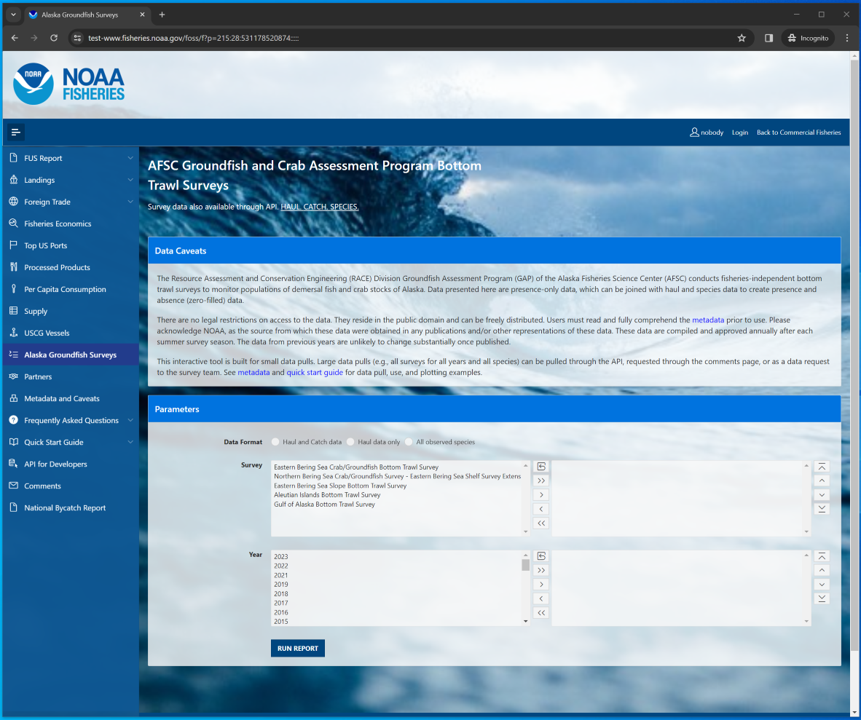 Alaska Groundfish Surveys
test-www.fisheries.noaa.gov/foss/f?p=215:28:531178520874:::::
Incognito
NOAA
NOAA
FISHERIES
nobody Login Back to Commercial Fisheries
FUS Report
Landings
Foreign Trade
Fisheries Economics
Top US Ports
Processed Products
Per Capita Consumption
Supply
USCG Vessels
Alaska Groundfish Surveys
Partners
Metadata and Caveats
Frequently Asked Questions
Quick Start Guide
API for Developers
Comments
National Bycatch Report
AFSC Groundfish and Crab Assessment Program Bottom
Trawl Surveys
Survey data also available through API. HAUL, CATCH, SPECIES.
Data Caveats
The Resource Assessment and Conservation Engineering (RACE) Division Groundfish Assessment Program (GAP) of the Alaska Fisheries Science Center (AFSC) conducts fisheries-independent bottom
trawl surveys to monitor populations of demersal fish and crab stocks of Alaska. Data presented here are presence-only data, which can be joined with haul and species data to create presence and
absence (zero-filled) data.
There are no legal restrictions on access to the data. They reside in the public domain and can be freely distributed. Users must read and fully comprehend the metadata prior to use. Please
acknowledge NOAA, as the source from which these data were obtained in any publications and/or other representations of these data. These data are compiled and approved annually after each
summer survey season. The data from previous years are unlikely to change substantially once published.
This interactive tool is built for small data pulls. Large data pulls (e.g., all surveys for all years and all species) can be pulled through the API, requested through the comments page, or as a data request
to the survey team. See metadata and quick start guide for data pull, use, and plotting examples.
Parameters
Data Format Haul and Catch data Haul data only All observed species
Survey
Eastern Bering Sea Crab/Groundfish Bottom Trawl Survey
Northern Bering Sea Crab/Groundfish Survey - Eastern Bering Sea Shelf Survey Extens
Eastern Bering Sea Slope Bottom Trawl Survey
Aleutian Islands Bottom Trawl Survey
Gulf of Alaska Bottom Trawl Survey
Year
2023
2022
2021
2019
2018
2017
2016
2015
RUN REPORT